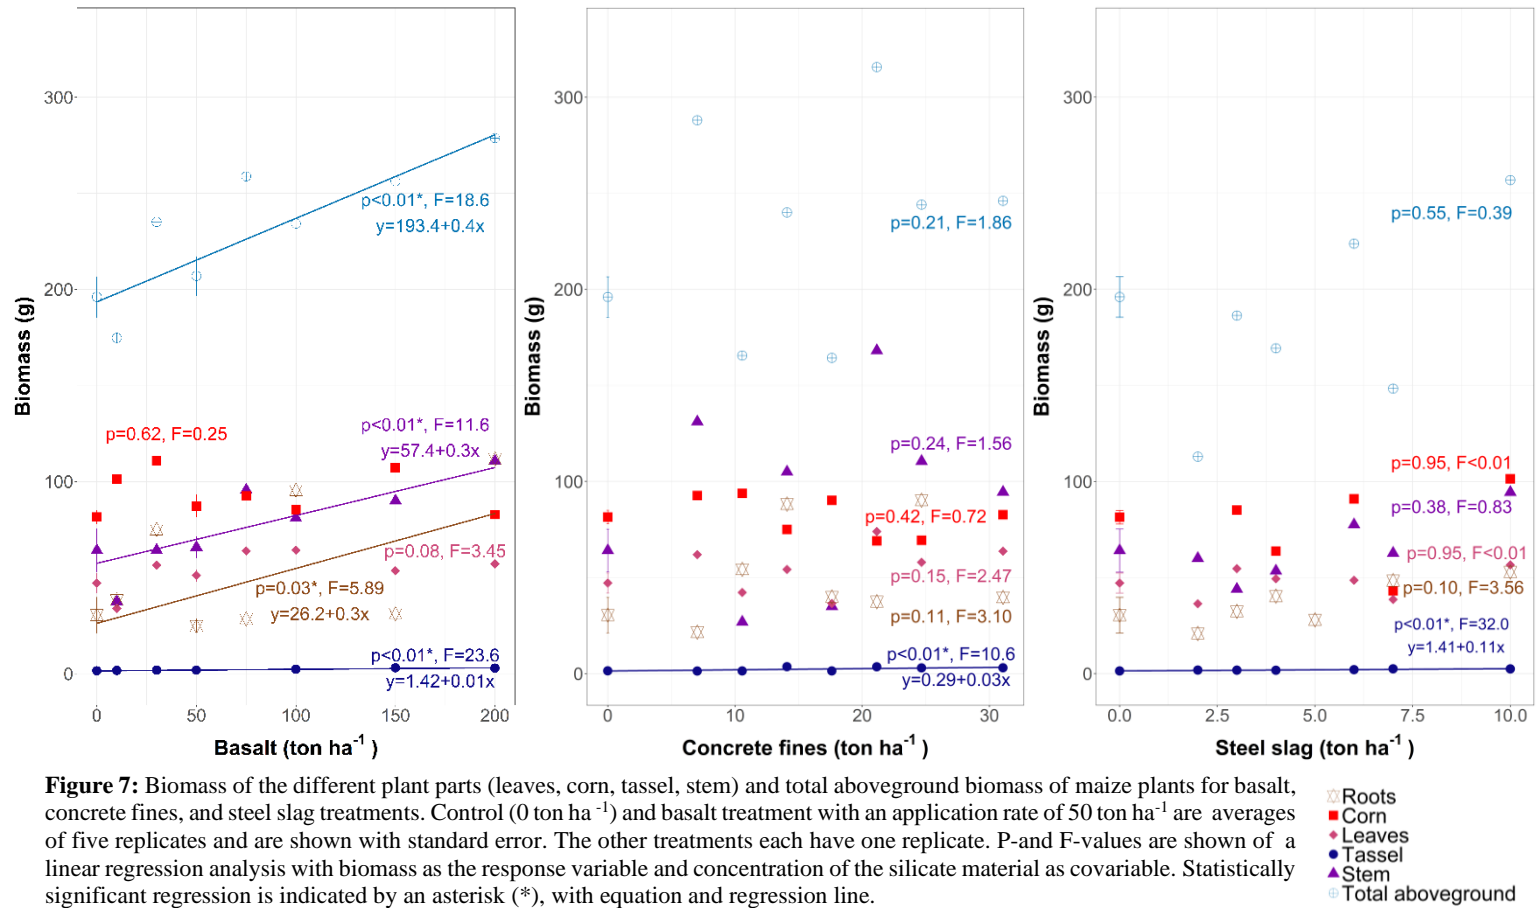 300
200
100
0
Biomass (g)
p<0.01*, F=18.6
y=193.4+0.4x
p=0.62, F=0.25
p<0.01*, F=11.6
y=57.4+0.3x
p=0.08, F=3.45
p=0.03*, F=5.89
y=26.2+0.3x
p<0.01*, F=23.6
y=1.42+0.01x
0 50 100 150 200
Basalt (ton ha⁻¹ )
300
200
100
0
Biomass (g)
p=0.21, F=1.86
p=0.24, F=1.56
p=0.42, F=0.72
p=0.15, F=2.47
p=0.11, F=3.10
p<0.01*, F=10.6
y=0.29+0.03x
0 10 20 30
Concrete fines (ton ha⁻¹ )
300
200
100
0
Biomass (g)
p=0.55, F=0.39
p=0.95, F<0.01
p=0.38, F=0.83
p=0.95, F<0.01
p=0.10, F=3.56
p<0.01*, F=32.0
y=1.41+0.11x
0.0 2.5 5.0 7.5 10.0
Steel slag (ton ha⁻¹ )
Figure 7: Biomass of the different plant parts (leaves, corn, tassel, stem) and total aboveground biomass of maize plants for basalt,
concrete fines, and steel slag treatments. Control (0 ton ha ⁻¹) and basalt treatment with an application rate of 50 ton ha⁻¹ are averages
of five replicates and are shown with standard error. The other treatments each have one replicate. P-and F-values are shown of a
linear regression analysis with biomass as the response variable and concentration of the silicate material as covariable. Statistically
significant regression is indicated by an asterisk (*), with equation and regression line.
Roots
Corn
Leaves
Tassel
Stem
Total aboveground